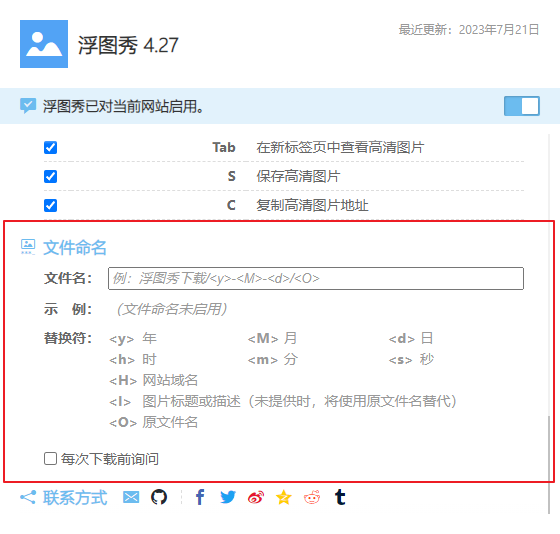 浮图秀 4.27
最近更新：2023年7月21日
浮图秀已对当前网站启用。
Tab 在新标签页中查看高清图片
S 保存高清图片
C 复制高清图片地址
文件命名
文件名： 例：浮图秀下载/<y>-<M>-<d>/<O>
示 例： （文件命名未启用）
替换符： <y> 年 <M> 月 <d> 日
<h> 时 <m> 分 <s> 秒
<H> 网站域名
<I> 图片标题或描述（未提供时，将使用原文件名替代）
<O> 原文件名
每次下载前询问
联系方式